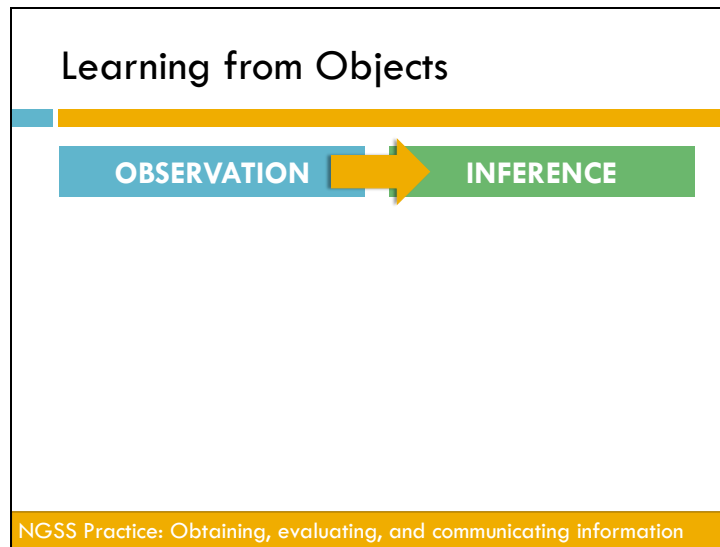 Learning from Objects
OBSERVATION INFERENCE
NGSS Practice: Obtaining, evaluating, and communicating information